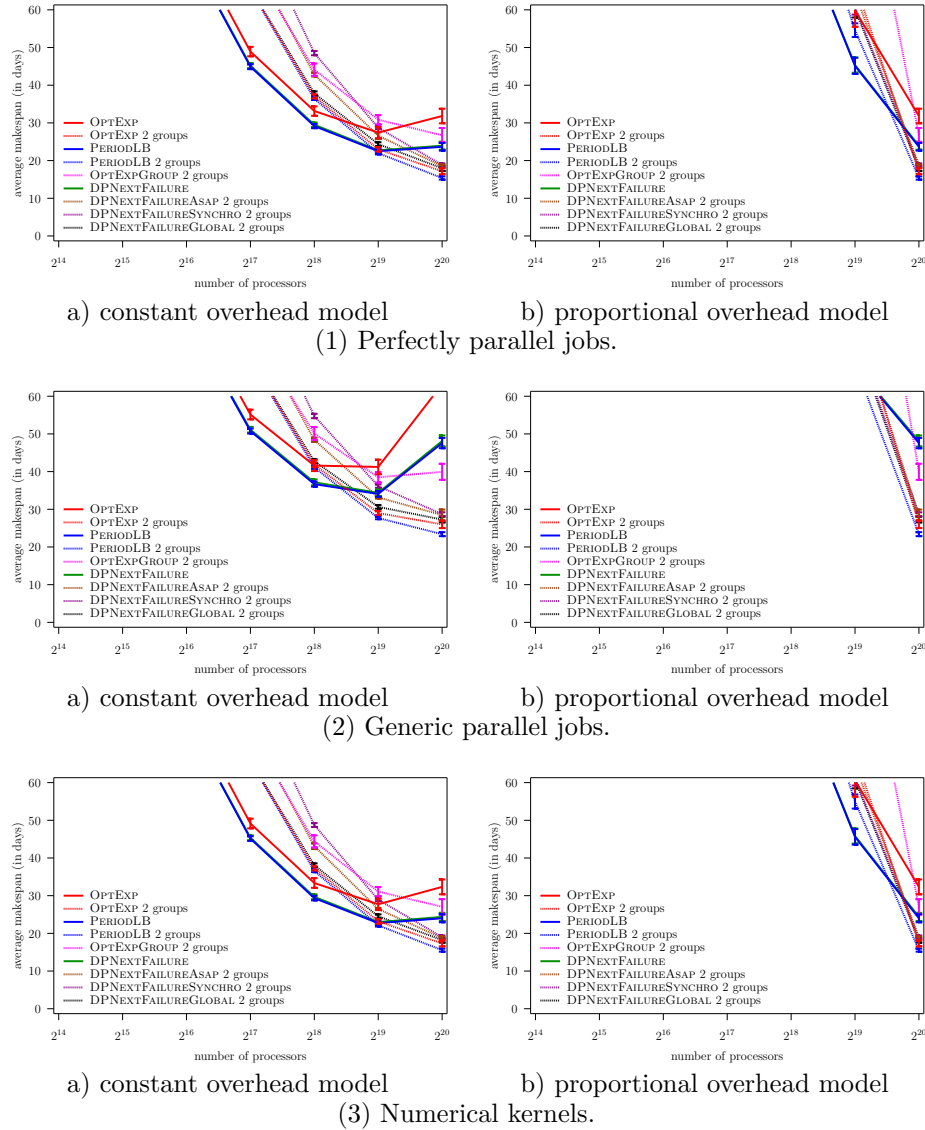 60
50
40
30
20
10
0
average makespan (in days)
OptExp
OptExp 2 groups
PeriodLB
PeriodLB 2 groups
OptExpGroup 2 groups
DPNextFailure
DPNextFailureAsap 2 groups
DPNextFailureSynchro 2 groups
DPNextFailureGlobal 2 groups
2^14 2^15 2^16 2^17 2^18 2^19 2^20
number of processors
a) constant overhead model
60
50
40
30
20
10
0
average makespan (in days)
OptExp
OptExp 2 groups
PeriodLB
PeriodLB 2 groups
OptExpGroup 2 groups
DPNextFailure
DPNextFailureAsap 2 groups
DPNextFailureSynchro 2 groups
DPNextFailureGlobal 2 groups
2^14 2^15 2^16 2^17 2^18 2^19 2^20
number of processors
b) proportional overhead model
(1) Perfectly parallel jobs.
60
50
40
30
20
10
0
average makespan (in days)
OptExp
OptExp 2 groups
PeriodLB
PeriodLB 2 groups
OptExpGroup 2 groups
DPNextFailure
DPNextFailureAsap 2 groups
DPNextFailureSynchro 2 groups
DPNextFailureGlobal 2 groups
2^14 2^15 2^16 2^17 2^18 2^19 2^20
number of processors
a) constant overhead model
60
50
40
30
20
10
0
average makespan (in days)
OptExp
OptExp 2 groups
PeriodLB
PeriodLB 2 groups
OptExpGroup 2 groups
DPNextFailure
DPNextFailureAsap 2 groups
DPNextFailureSynchro 2 groups
DPNextFailureGlobal 2 groups
2^14 2^15 2^16 2^17 2^18 2^19 2^20
number of processors
b) proportional overhead model
(2) Generic parallel jobs.
60
50
40
30
20
10
0
average makespan (in days)
OptExp
OptExp 2 groups
PeriodLB
PeriodLB 2 groups
OptExpGroup 2 groups
DPNextFailure
DPNextFailureAsap 2 groups
DPNextFailureSynchro 2 groups
DPNextFailureGlobal 2 groups
2^14 2^15 2^16 2^17 2^18 2^19 2^20
number of processors
a) constant overhead model
60
50
40
30
20
10
0
average makespan (in days)
OptExp
OptExp 2 groups
PeriodLB
PeriodLB 2 groups
OptExpGroup 2 groups
DPNextFailure
DPNextFailureAsap 2 groups
DPNextFailureSynchro 2 groups
DPNextFailureGlobal 2 groups
2^14 2^15 2^16 2^17 2^18 2^19 2^20
number of processors
b) proportional overhead model
(3) Numerical kernels.